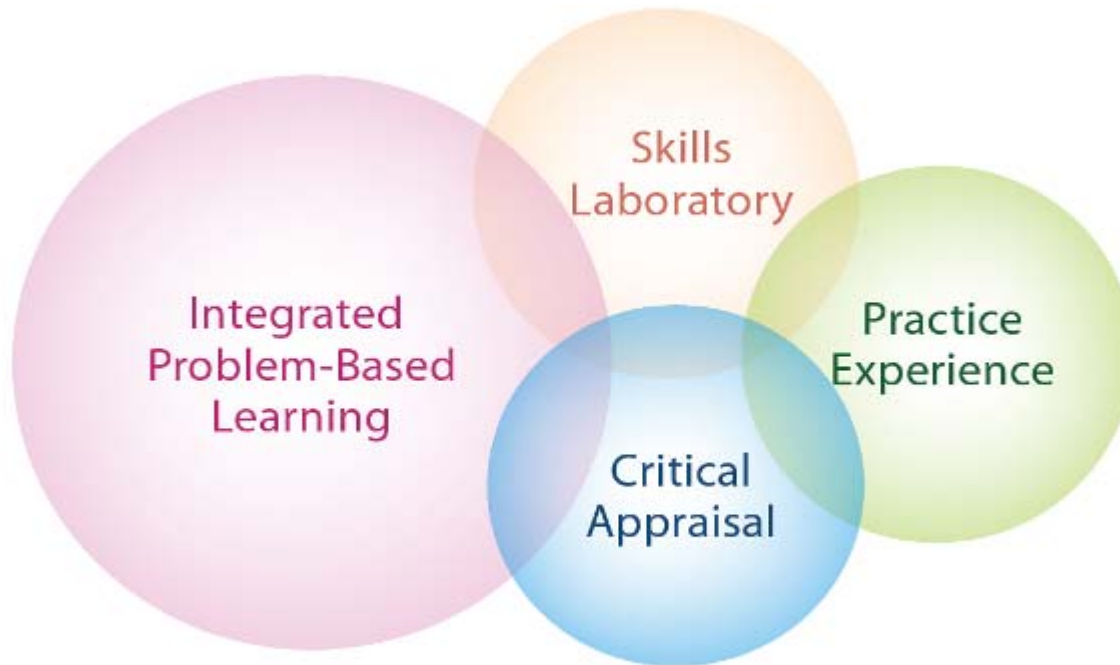 Skills
Laboratory
Integrated
Problem-Based
Learning
Practice
Experience
Critical
Appraisal